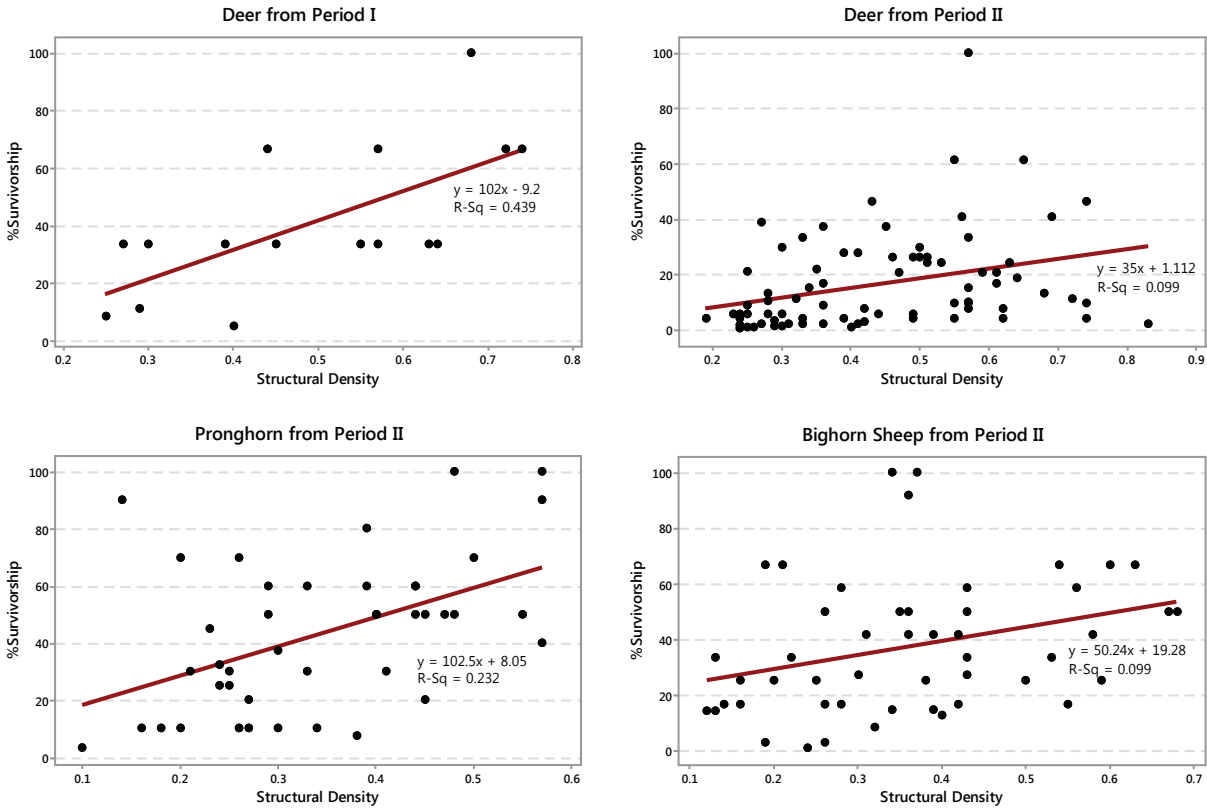 Deer from Period I
100
80
60
40
20
0
%Survivorship
y = 102x - 9.2
R-Sq = 0.439
0.2 0.3 0.4 0.5 0.6 0.7 0.8
Structural Density
Deer from Period II
100
80
60
40
20
0
%Survivorship
y = 35x + 1.112
R-Sq = 0.099
0.2 0.3 0.4 0.5 0.6 0.7 0.8 0.9
Structural Density
Pronghorn from Period II
100
80
60
40
20
0
%Survivorship
y = 102.5x + 8.05
R-Sq = 0.232
0.1 0.2 0.3 0.4 0.5 0.6
Structural Density
Bighorn Sheep from Period II
100
80
60
40
20
0
%Survivorship
y = 50.24x + 19.28
R-Sq = 0.099
0.1 0.2 0.3 0.4 0.5 0.6 0.7
Structural Density